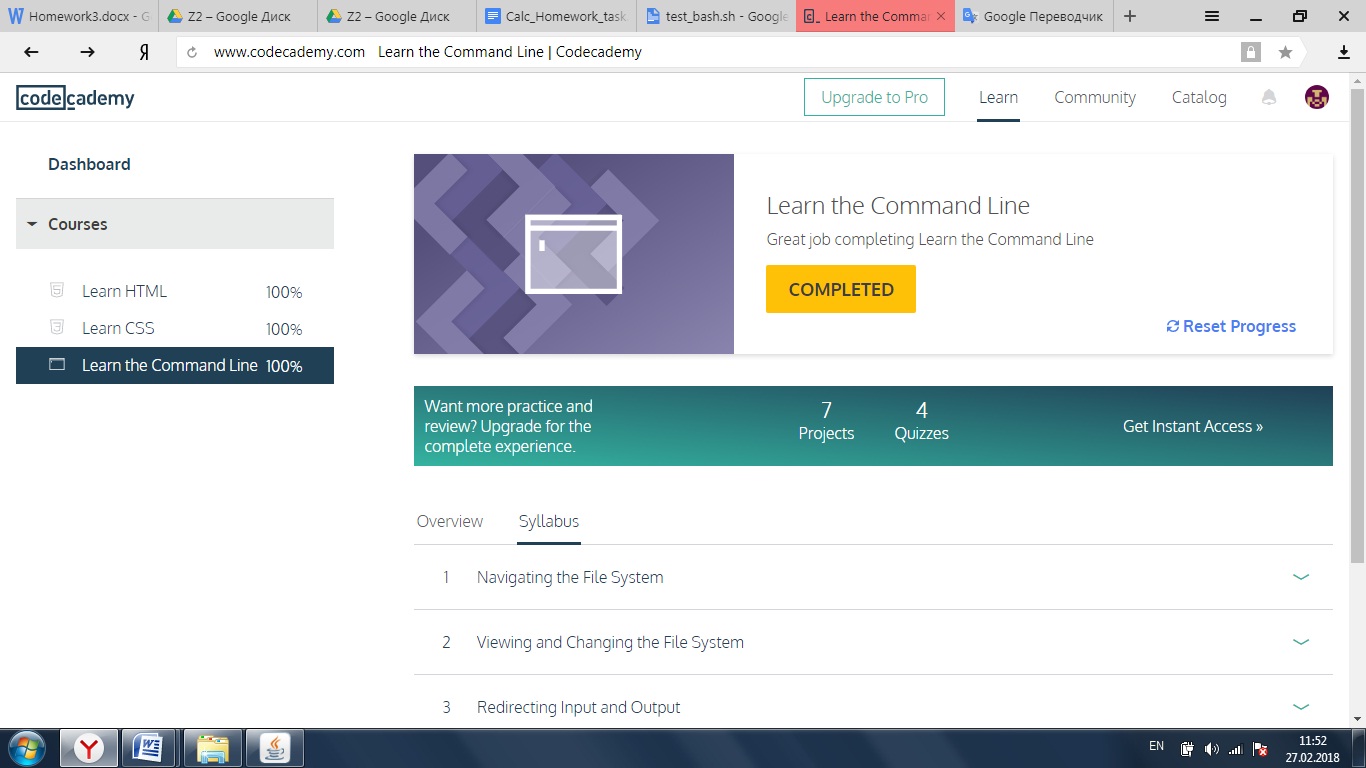 Homework3.docx - G
Z2 – Google Диск
Z2 – Google Диск
Calc_Homework_task
test_bash.sh - Google
Learn the Comman
Google Переводчик
www.codecademy.com Learn the Command Line | Codecademy
codecademy
Upgrade to Pro
Learn
Community
Catalog
Dashboard
Courses
Learn HTML 100%
Learn CSS 100%
Learn the Command Line 100%
Learn the Command Line
Great job completing Learn the Command Line
COMPLETED
Reset Progress
Want more practice and
review? Upgrade for the
complete experience.
7
Projects
4
Quizzes
Get Instant Access »
Overview
Syllabus
1 Navigating the File System
2 Viewing and Changing the File System
3 Redirecting Input and Output
EN
11:52
27.02.2018